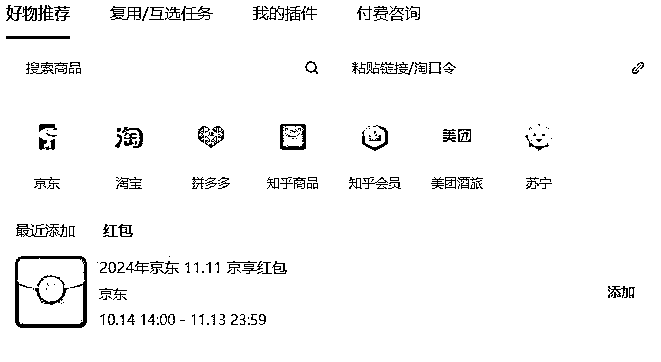 好物推荐 复用/互选任务 我的插件 付费咨询
搜索商品 粘贴链接/淘口令
淘 美团
京东 淘宝 拼多多 知乎商品 知乎会员 美团酒旅 苏宁
最近添加 红包
2024年京东 11.11 京享红包
京东 添加
10.14 14:00 - 11.13 23:59